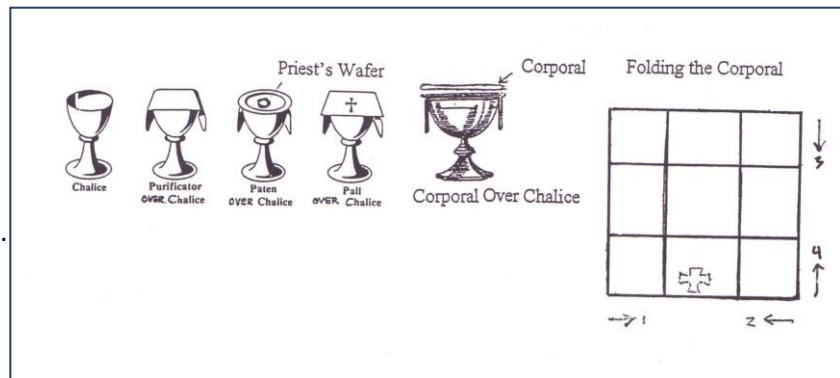 Priest's Wafer
Corporal
Folding the Corporal
Chalice
Purificator
OVER Chalice
Paten
OVER Chalice
Pall
OVER Chalice
Corporal Over Chalice
3
4
1
2
.